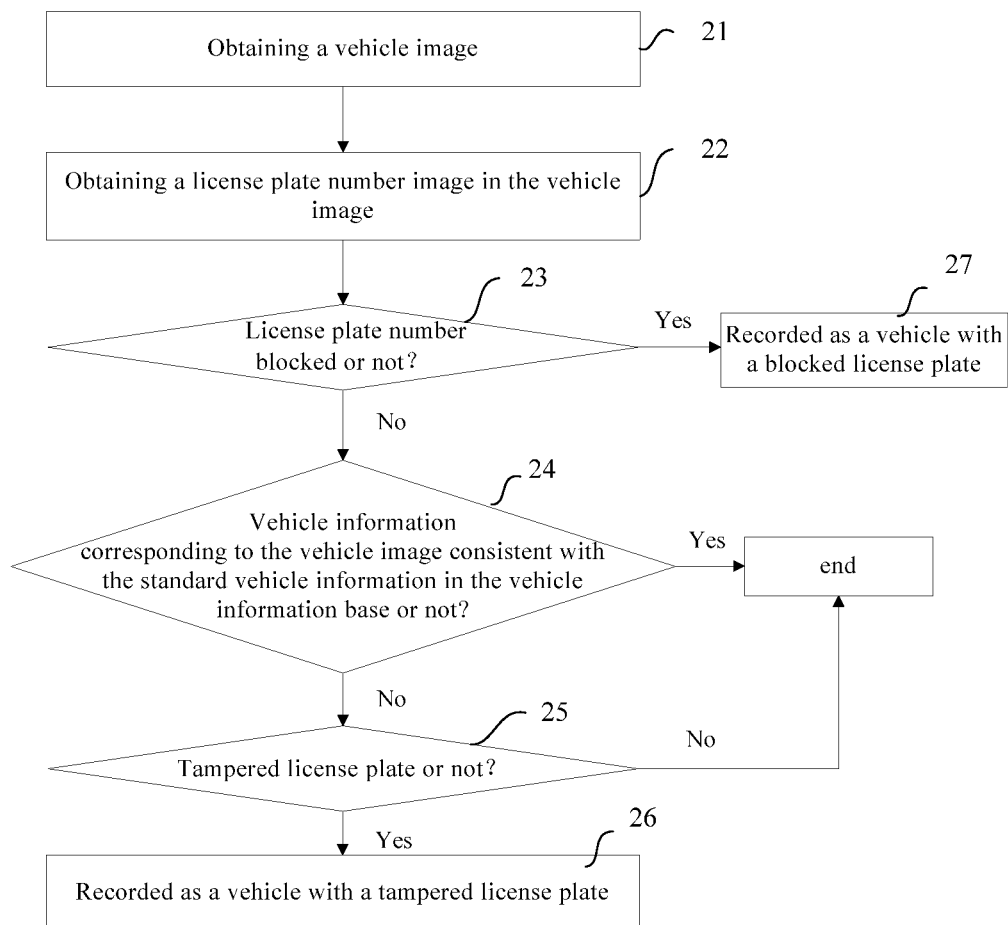 Obtaining a vehicle image
21
Obtaining a license plate number image in the vehicle
image
22
23
License plate number
blocked or not?
Yes
27
Recorded as a vehicle with
a blocked license plate
No
24
Vehicle information
corresponding to the vehicle image consistent with
the standard vehicle information in the vehicle
information base or not?
Yes
end
No
25
Tampered license plate or not?
No
Yes
26
Recorded as a vehicle with a tampered license plate